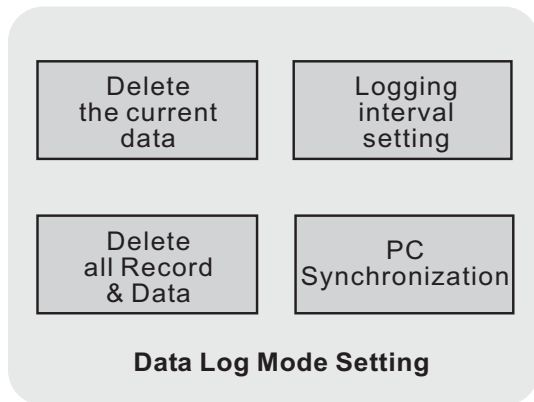 Delete
the current
data
Logging
interval
setting
Delete
all Record
& Data
PC
Synchronization
Data Log Mode Setting